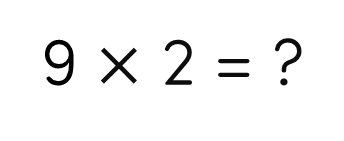 9 × 2 = ?